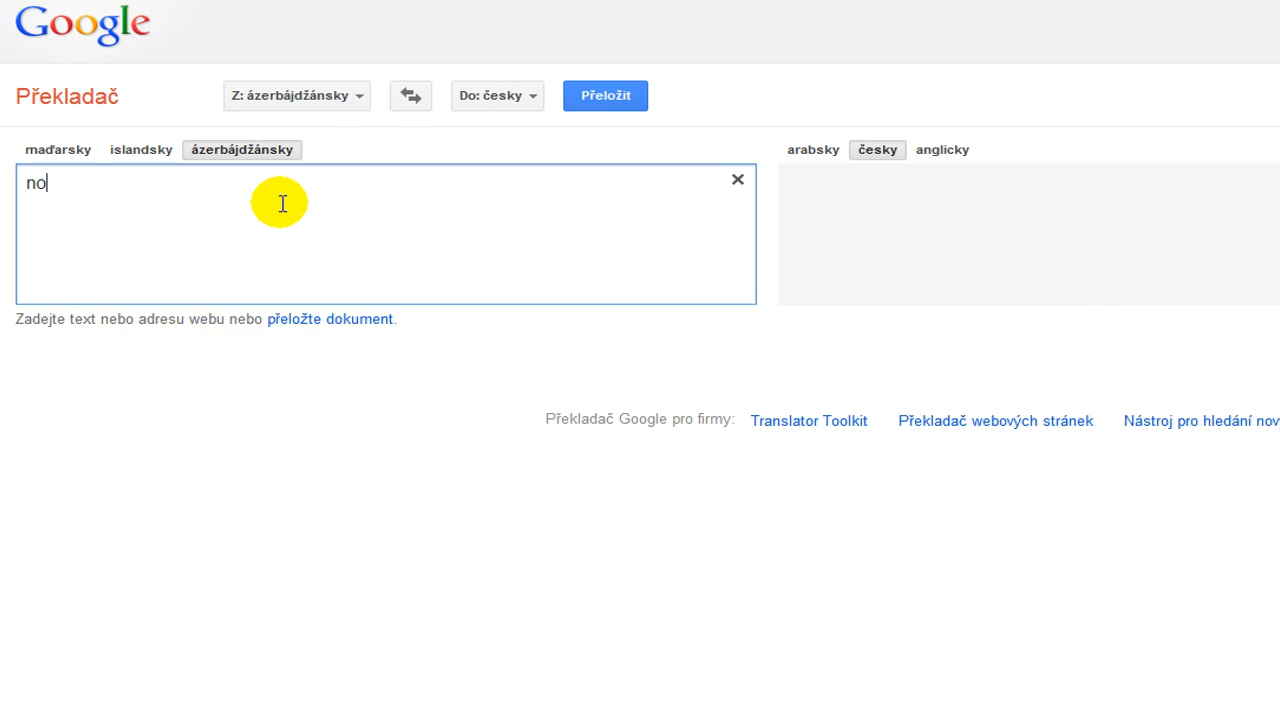 Google
Překladač Z: ázerbájdžánsky Do: česky Přeložit
maďarsky islandsky ázerbájdžánsky arabsky česky anglicky
no
Zadejte text nebo adresu webu nebo přeložte dokument.
Překladač Google pro firmy: Translator Toolkit Překladač webových stránek Nástroj pro hledání nov